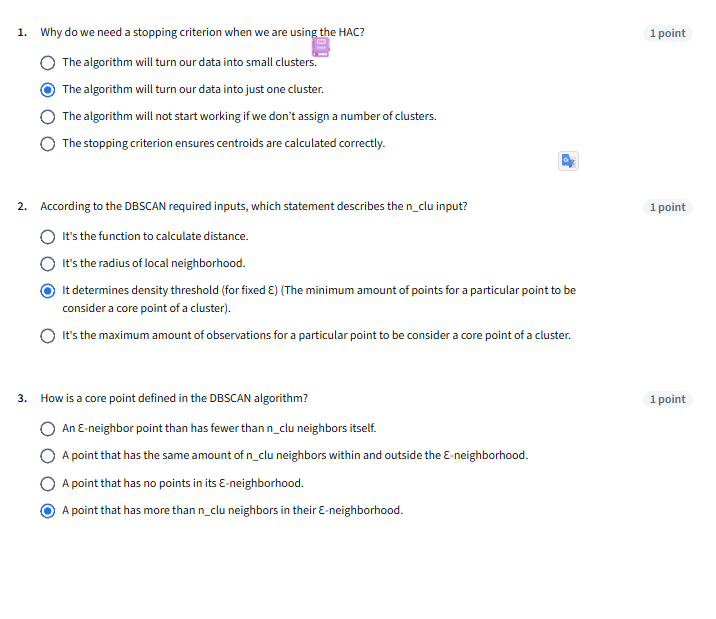 1. Why do we need a stopping criterion when we are using the HAC?
1 point
The algorithm will turn our data into small clusters.
The algorithm will turn our data into just one cluster.
The algorithm will not start working if we don't assign a number of clusters.
The stopping criterion ensures centroids are calculated correctly.
2. According to the DBSCAN required inputs, which statement describes the n_clu input?
1 point
It's the function to calculate distance.
It's the radius of local neighborhood.
It determines density threshold (for fixed Ɛ) (The minimum amount of points for a particular point to be
consider a core point of a cluster).
It's the maximum amount of observations for a particular point to be consider a core point of a cluster.
3. How is a core point defined in the DBSCAN algorithm?
1 point
An Ɛ-neighbor point than has fewer than n_clu neighbors itself.
A point that has the same amount of n_clu neighbors within and outside the Ɛ-neighborhood.
A point that has no points in its Ɛ-neighborhood.
A point that has more than n_clu neighbors in their Ɛ-neighborhood.